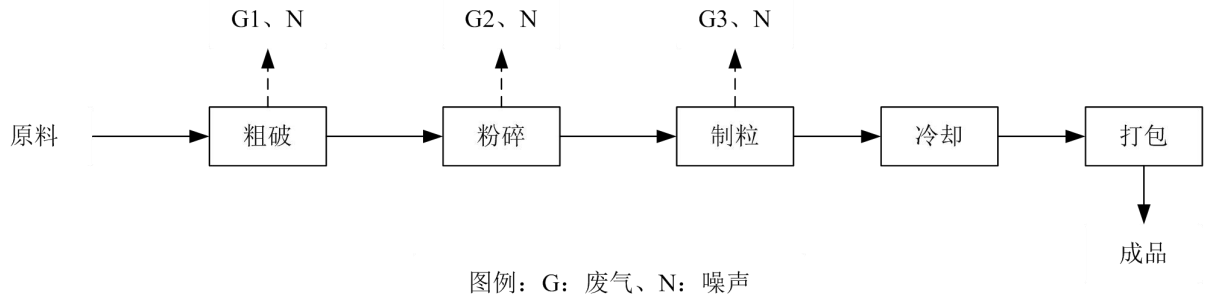 G1、N
G2、N
G3、N
原料
粗破
粉碎
制粒
冷却
打包
成品
图例：G：废气、N：噪声